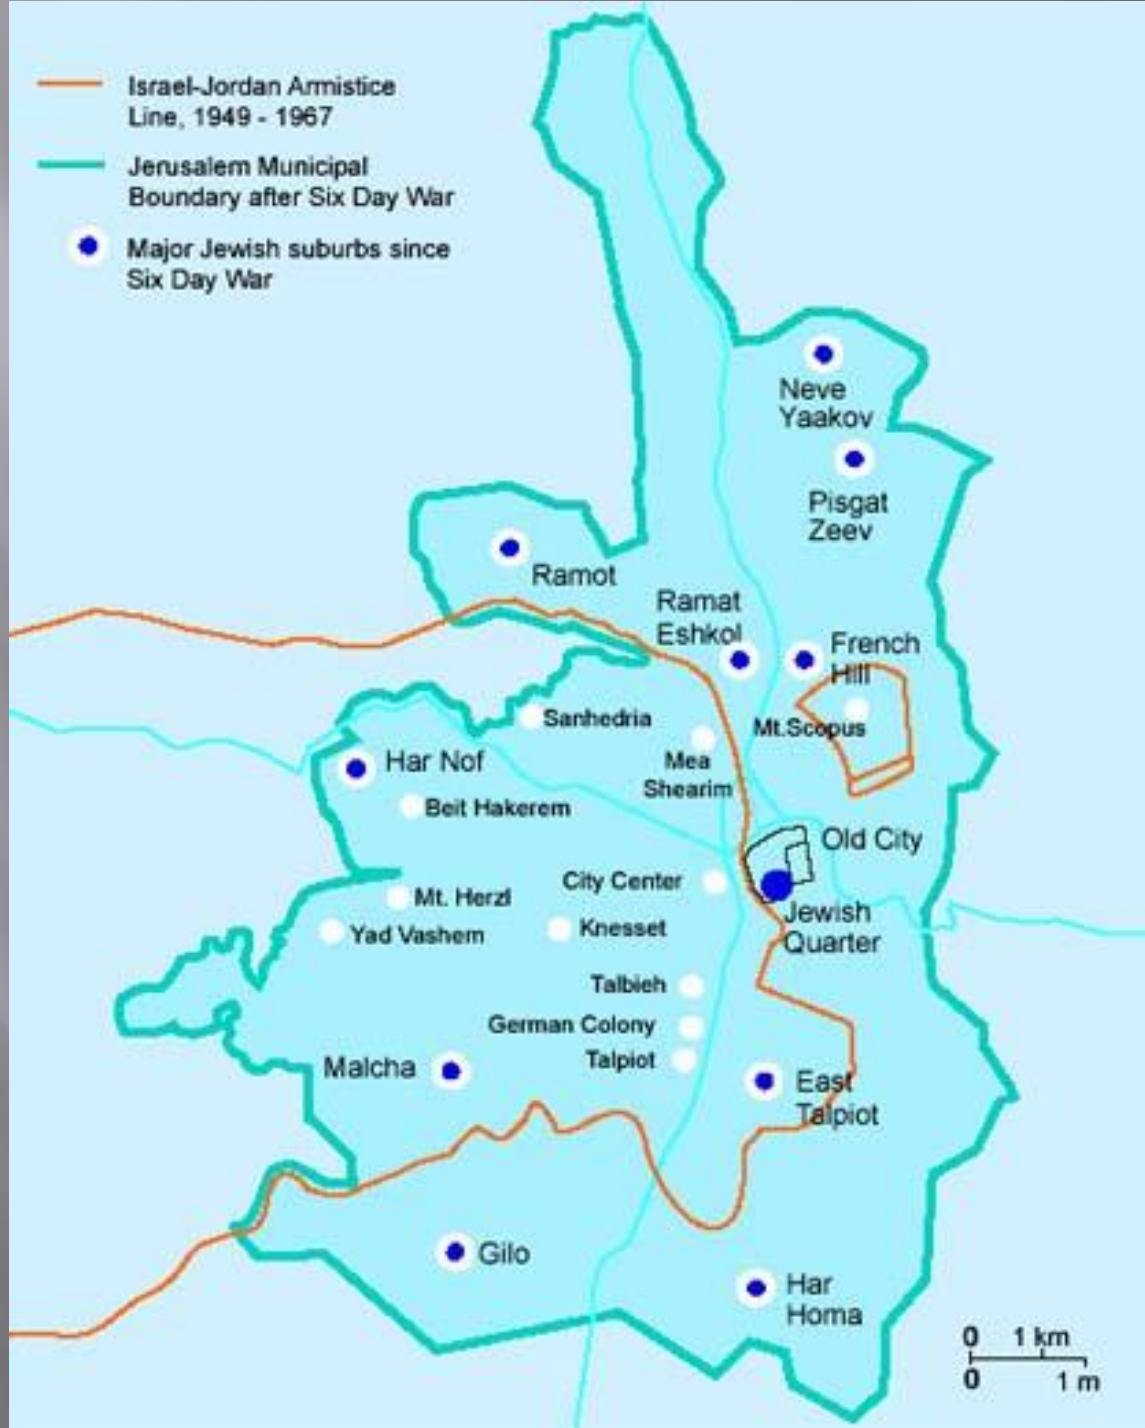 Israel-Jordan Armistice
Line, 1949 - 1967
Jerusalem Municipal
Boundary after Six Day War
Major Jewish suburbs since
Six Day War
Neve
Yaakov
Pisgat
Zeev
Ramot
Ramat
Eshkol
French
Hill
Sanhedria
Mt.Scopus
Mea
Shearim
Har Nof
Beit Hakerem
Old City
City Center
Mt. Herzl
Jewish
Quarter
Knesset
Yad Vashem
Talbieh
German Colony
Talpiot
Malcha
East
Talpiot
Gilo
Har
Homa
0 1 km
0 1 m